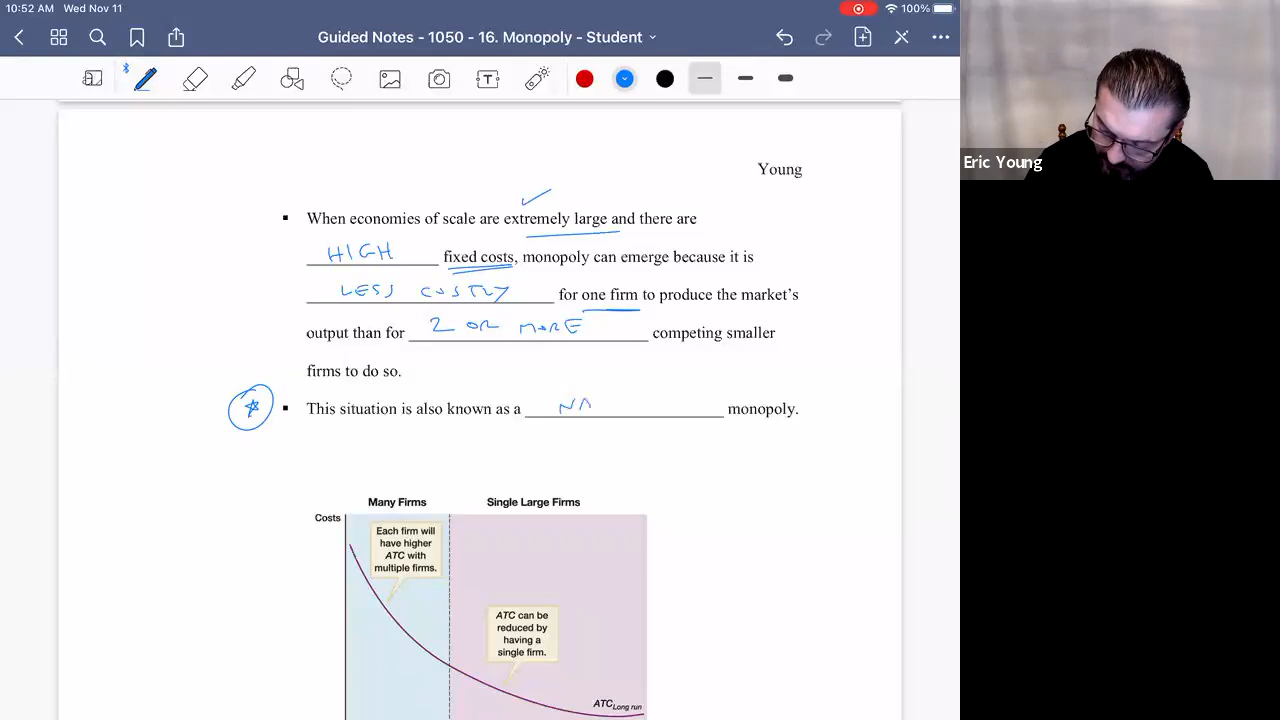 10:52 AM Wed Nov 11
100%
Guided Notes - 1050 - 16. Monopoly - Student
Eric Young
Young
When economies of scale are extremely large and there are
HIGH fixed costs, monopoly can emerge because it is
LESS COSTLY for one firm to produce the market's
output than for 2 OR MORE competing smaller
firms to do so.
This situation is also known as a NA monopoly.
Many Firms Single Large Firms
Costs
Each firm will
have higher
ATC with
multiple firms.
ATC can be
reduced by
having a
single firm.
ATC Long run